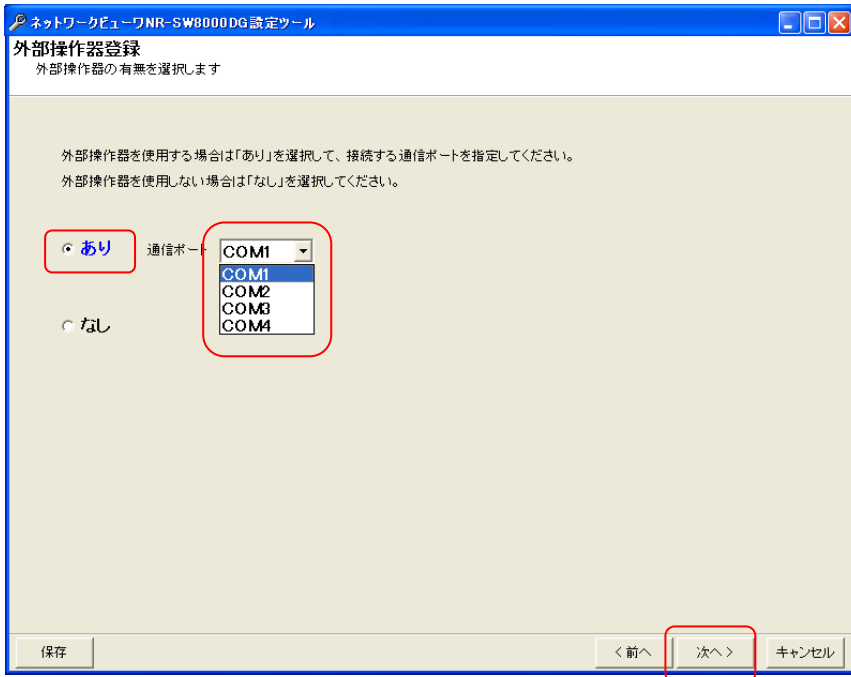 ネットワークビューワNR-SW8000DG設定ツール
外部操作器登録
外部操作器の有無を選択します
外部操作器を使用する場合は「あり」を選択して、接続する通信ポートを指定してください。
外部操作器を使用しない場合は「なし」を選択してください。
あり 通信ポート COM1
COM1
COM2
COM3
なし COM4
保存 <前へ 次へ> キャンセル